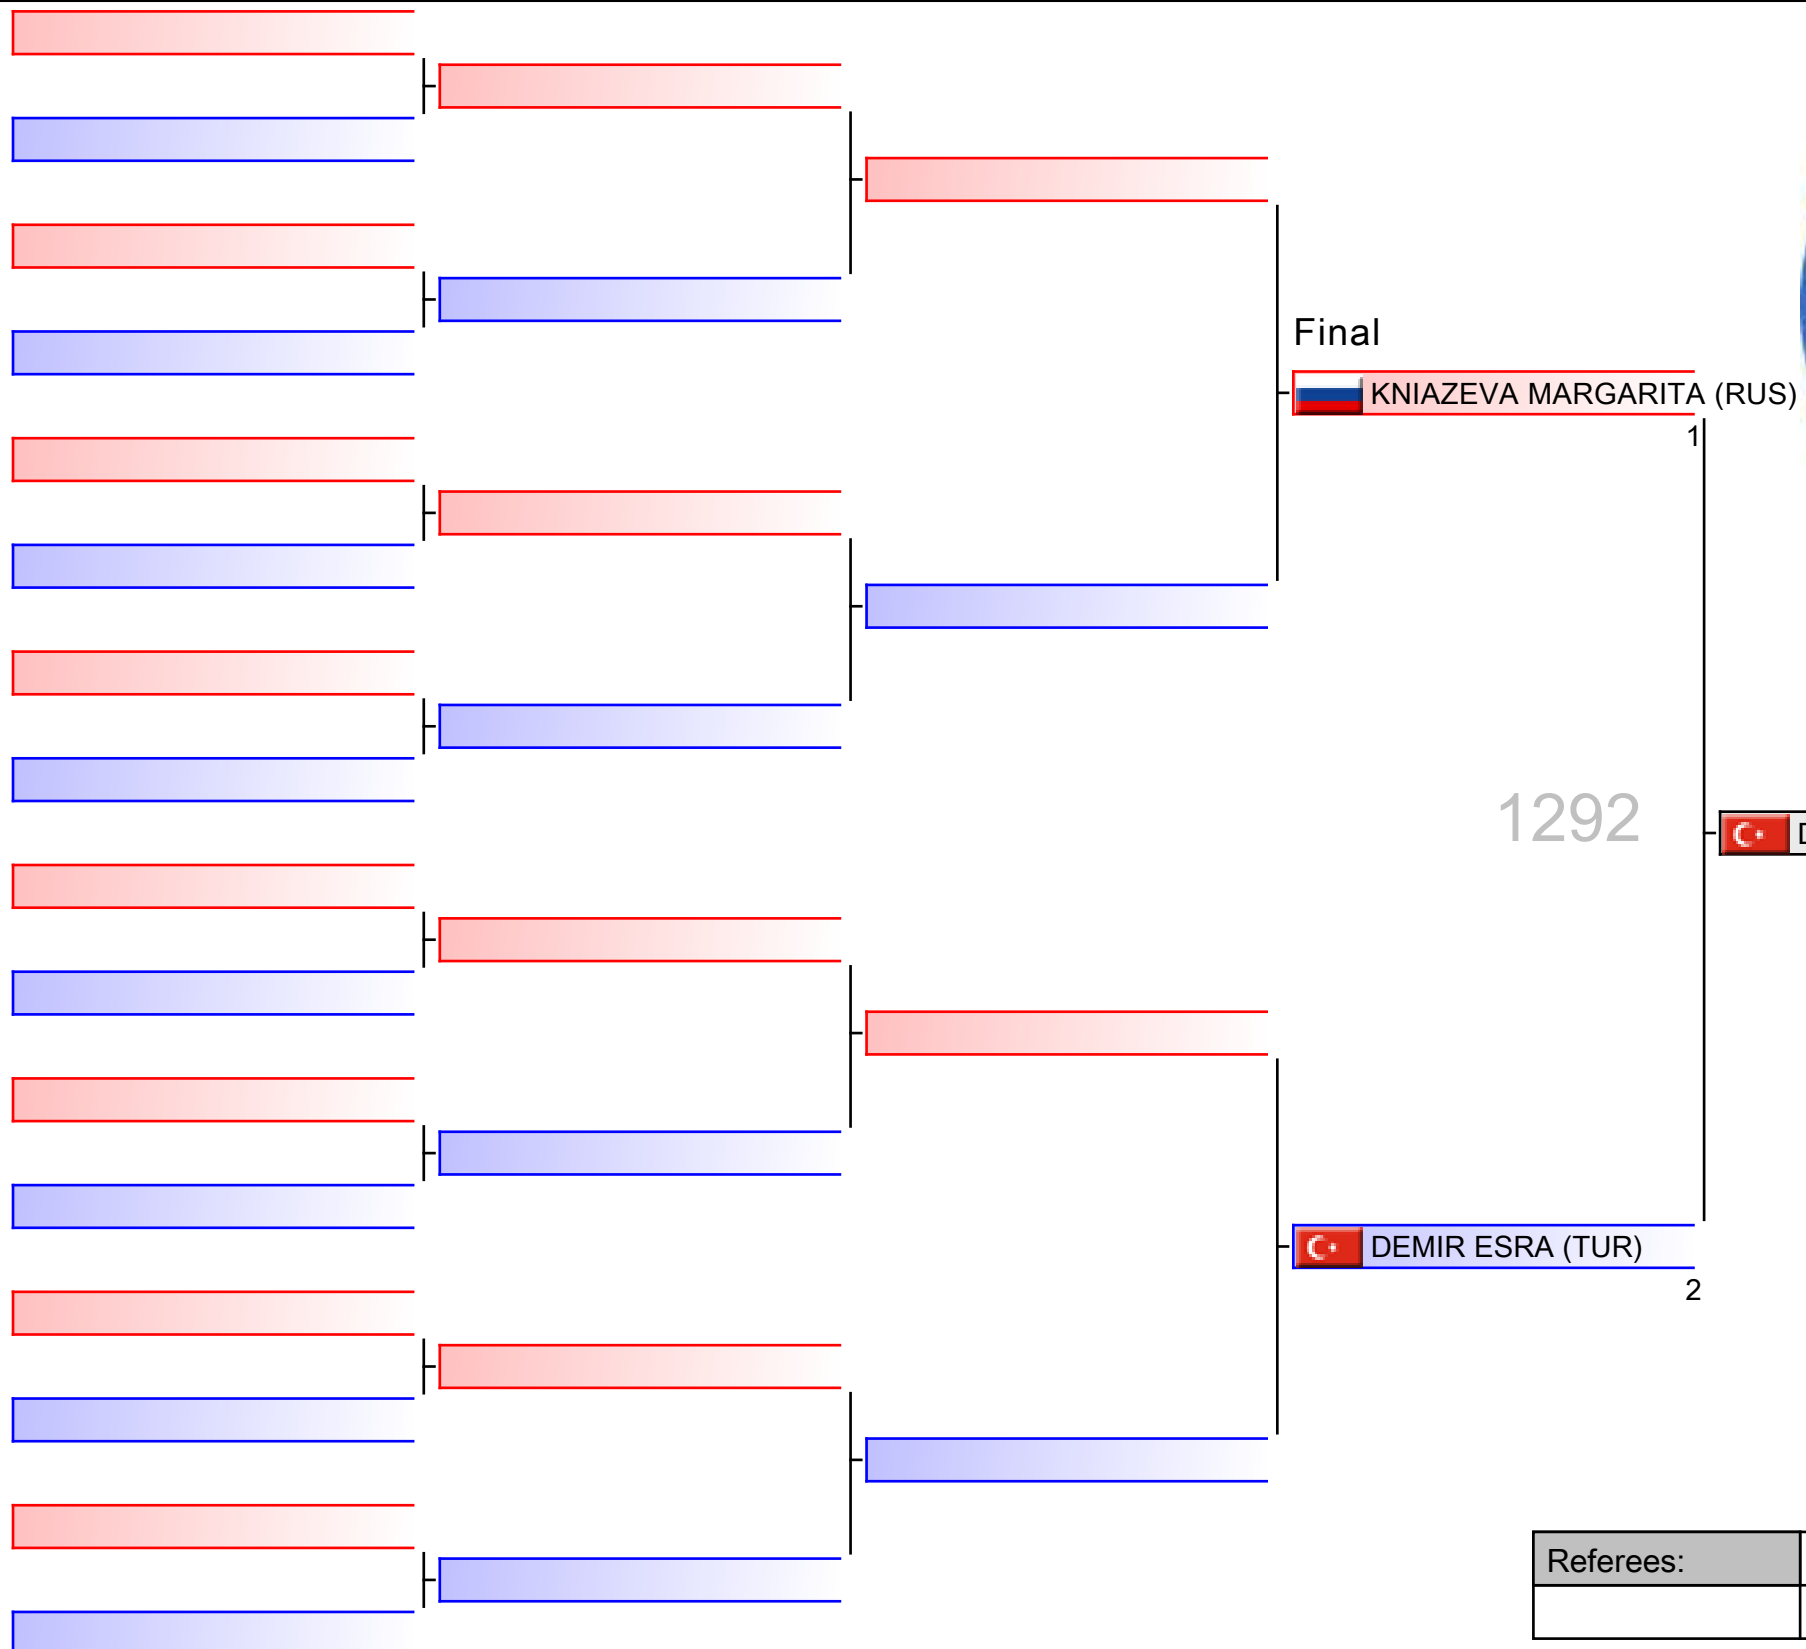 Final
KNIAZEVA MARGARITA (RUS)
1
1292
D
DEMIR ESRA (TUR)
2
Referees: